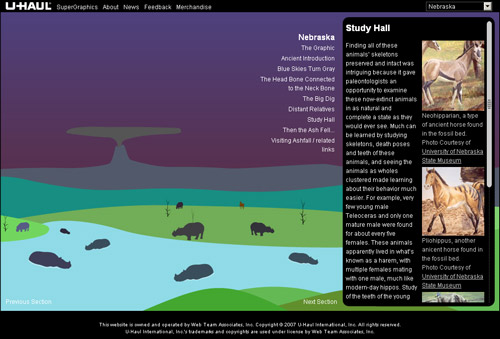 U-HAUL SuperGraphics About News Feedback Merchandise Nebraska
Nebraska
The Graphic
Ancient Introduction
Blue Skies Turn Gray
The Head Bone Connected
to the Neck Bone
The Big Dig
Distant Relatives
Study Hall
Then the Ash Fell...
Visiting Ashfall / related
links
Previous Section
Next Section
Study Hall
Finding all of these
animals' skeletons
preserved and intact was
intriguing because it gave
paleontologists an
opportunity to examine
these now-extinct animals
in as natural and
complete a state as they
would ever see. Much can
be learned by studying
skeletons, death poses
and teeth of these
animals, and seeing the
animals as wholes
clustered made learning
about their behavior much
easier. For example, very
few young male
Teleoceras and only one
mature male were found
for about every five
females. These animals
apparently lived in what's
known as a harem, with
multiple females mating
with one male, much like
modern-day hippos. Study
of the teeth of the young
Neohipparian, a type
of ancient horse found
in the fossil bed.
Photo Courtesy of
University of Nebraska
State Museum
Pliohippus, another
anicent horse found in
the fossil bed.
Photo Courtesy of
University of Nebraska
State Museum
This website is owned and operated by Web Team Associates, Inc. Copyright © 2007 U-Haul International, Inc. All rights reserved.
U-Haul International, Inc.'s trademarks and copyrights are used under license by Web Team Associates, Inc.